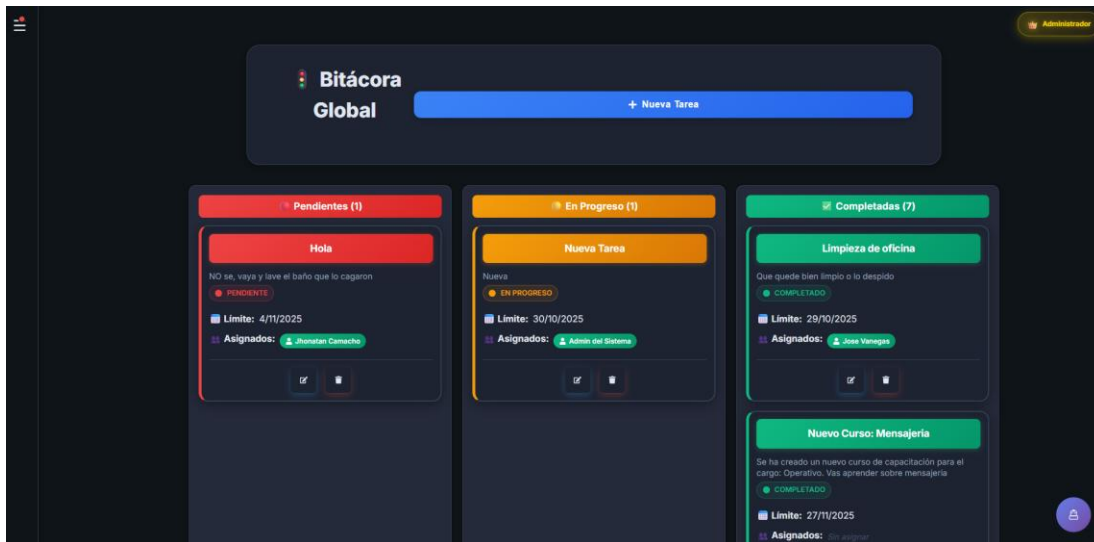 Administrador
Bitácora
Global
+ Nueva Tarea
Pendientes (1)
Hola
NO se, vaya y lave el baño que lo cagaron
PENDIENTE
Límite: 4/11/2025
Asignados: Jhonatan Camacho
En Progreso (1)
Nueva Tarea
Nueva
EN PROGRESO
Límite: 30/10/2025
Asignados: Admin del Sistema
Completadas (7)
Limpieza de oficina
Que quede bien limpio o lo despido
COMPLETADO
Límite: 29/10/2025
Asignados: Jose Vanegas
Nuevo Curso: Mensajeria
Se ha creado un nuevo curso de capacitación para el
cargo: Operativo. Vas aprender sobre mensajeria
COMPLETADO
Límite: 27/11/2025
Asignados: Sin asignar